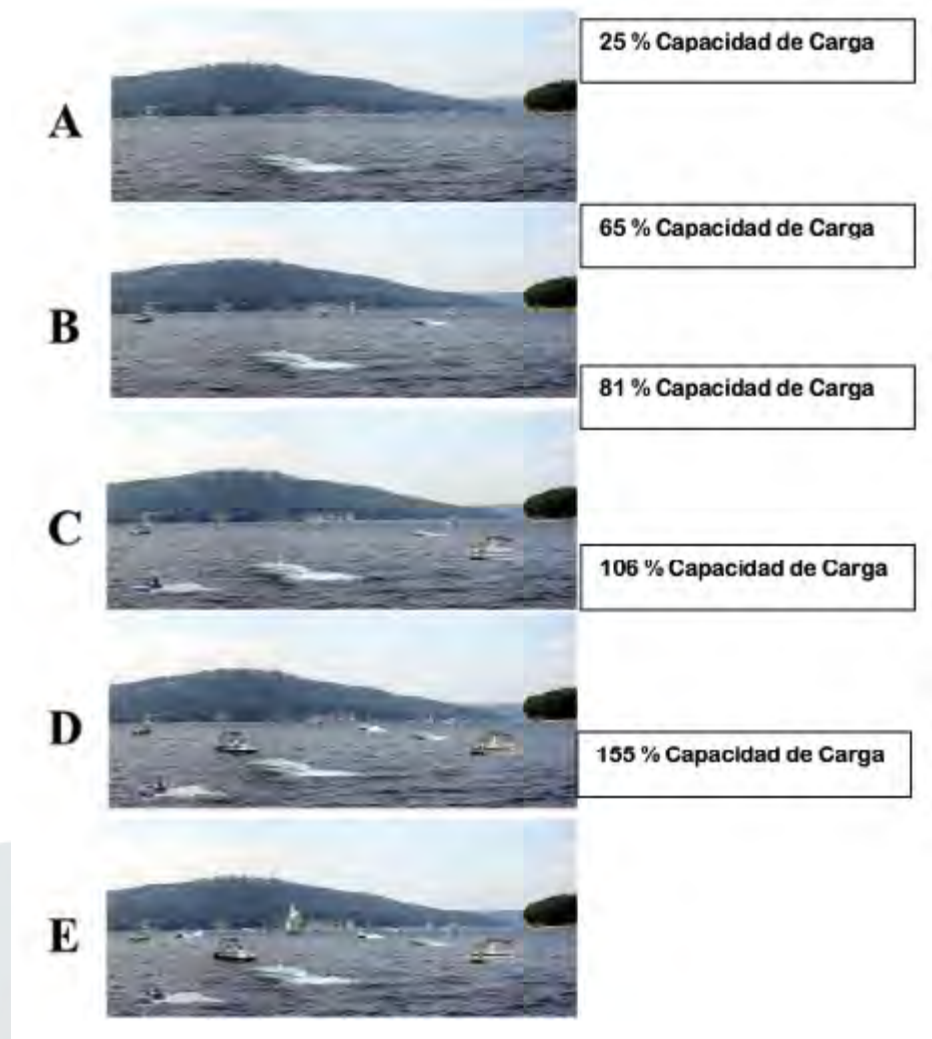 25 % Capacidad de Carga
A
65 % Capacidad de Carga
B
81 % Capacidad de Carga
C
106 % Capacidad de Carga
D
155 % Capacidad de Carga
E